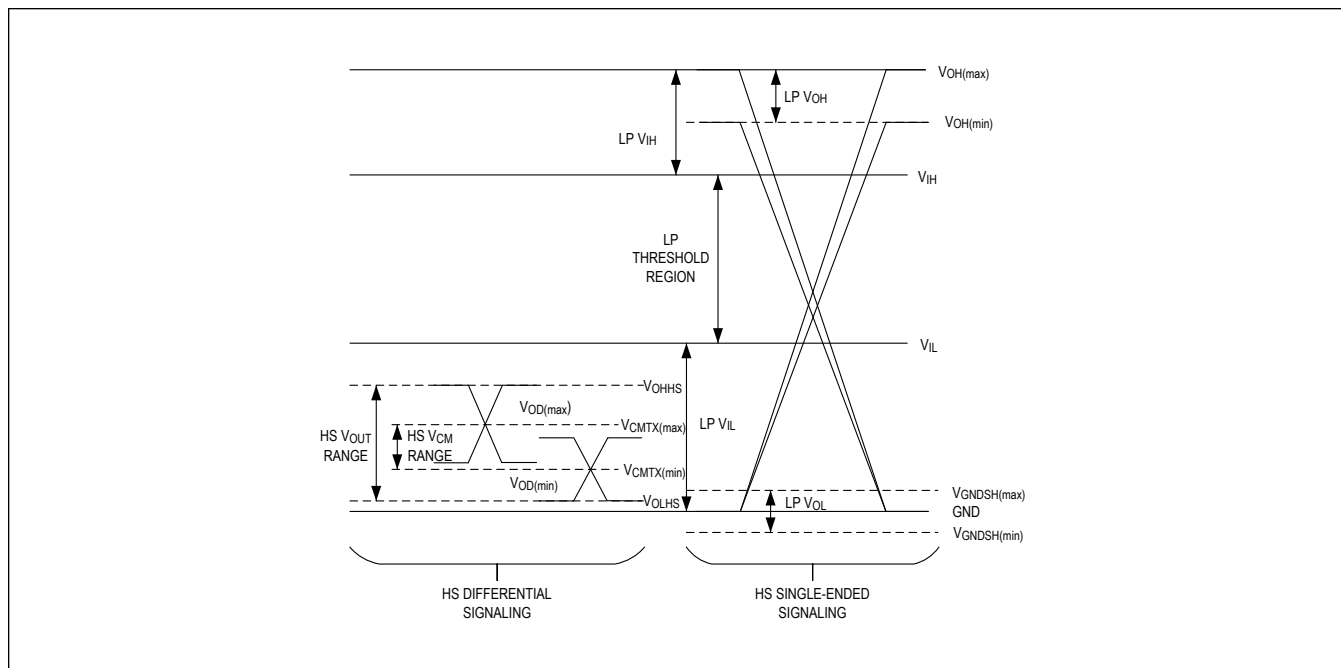 VOH(max)
LP VOH
VOH(min)
LP VIH
VIH
LP
THRESHOLD
REGION
VIL
VOHHS
VOD(max)
VCMTX(max)
HS VOUT
RANGE
HS VCM
RANGE
LP VIL
VCMTX(min)
VOD(min)
VOLHS
VGNDSH(max)
LP VOL
GND
VGNDSH(min)
HS DIFFERENTIAL
SIGNALING
HS SINGLE-ENDED
SIGNALING